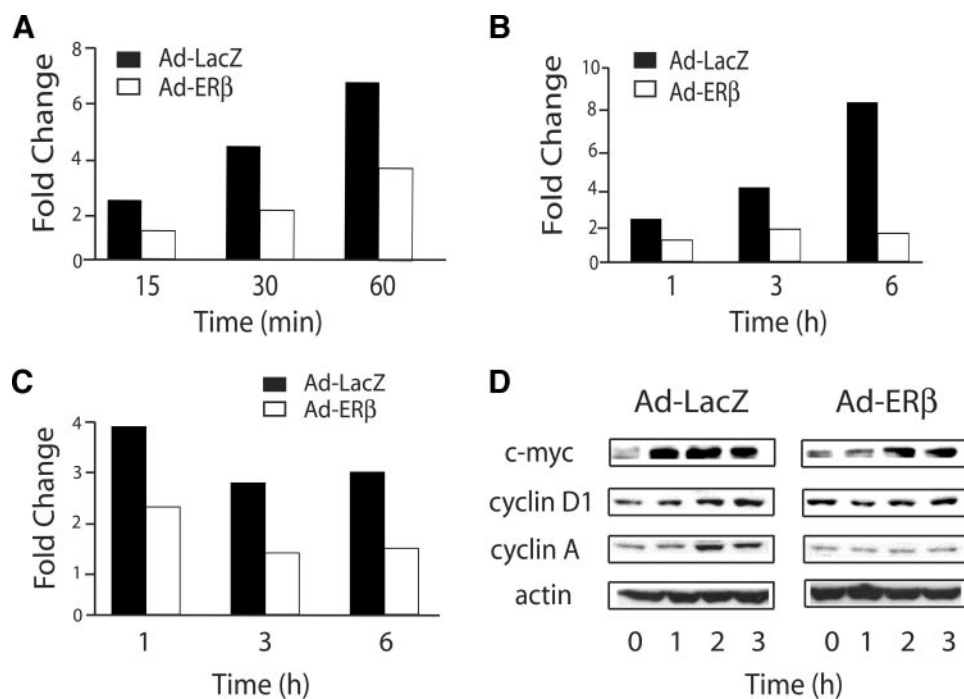 A
Fold Change
8
6
4
2
0
Ad-LacZ
Ad-ERβ
15 30 60
Time (min)
B
Fold Change
10
8
6
4
2
0
Ad-LacZ
Ad-ERβ
1 3 6
Time (h)
C
Fold Change
4
3
2
1
0
Ad-LacZ
Ad-ERβ
1 3 6
Time (h)
D
Ad-LacZ Ad-ERβ
c-myc
cyclin D1
cyclin A
actin
0 1 2 3 0 1 2 3
Time (h)